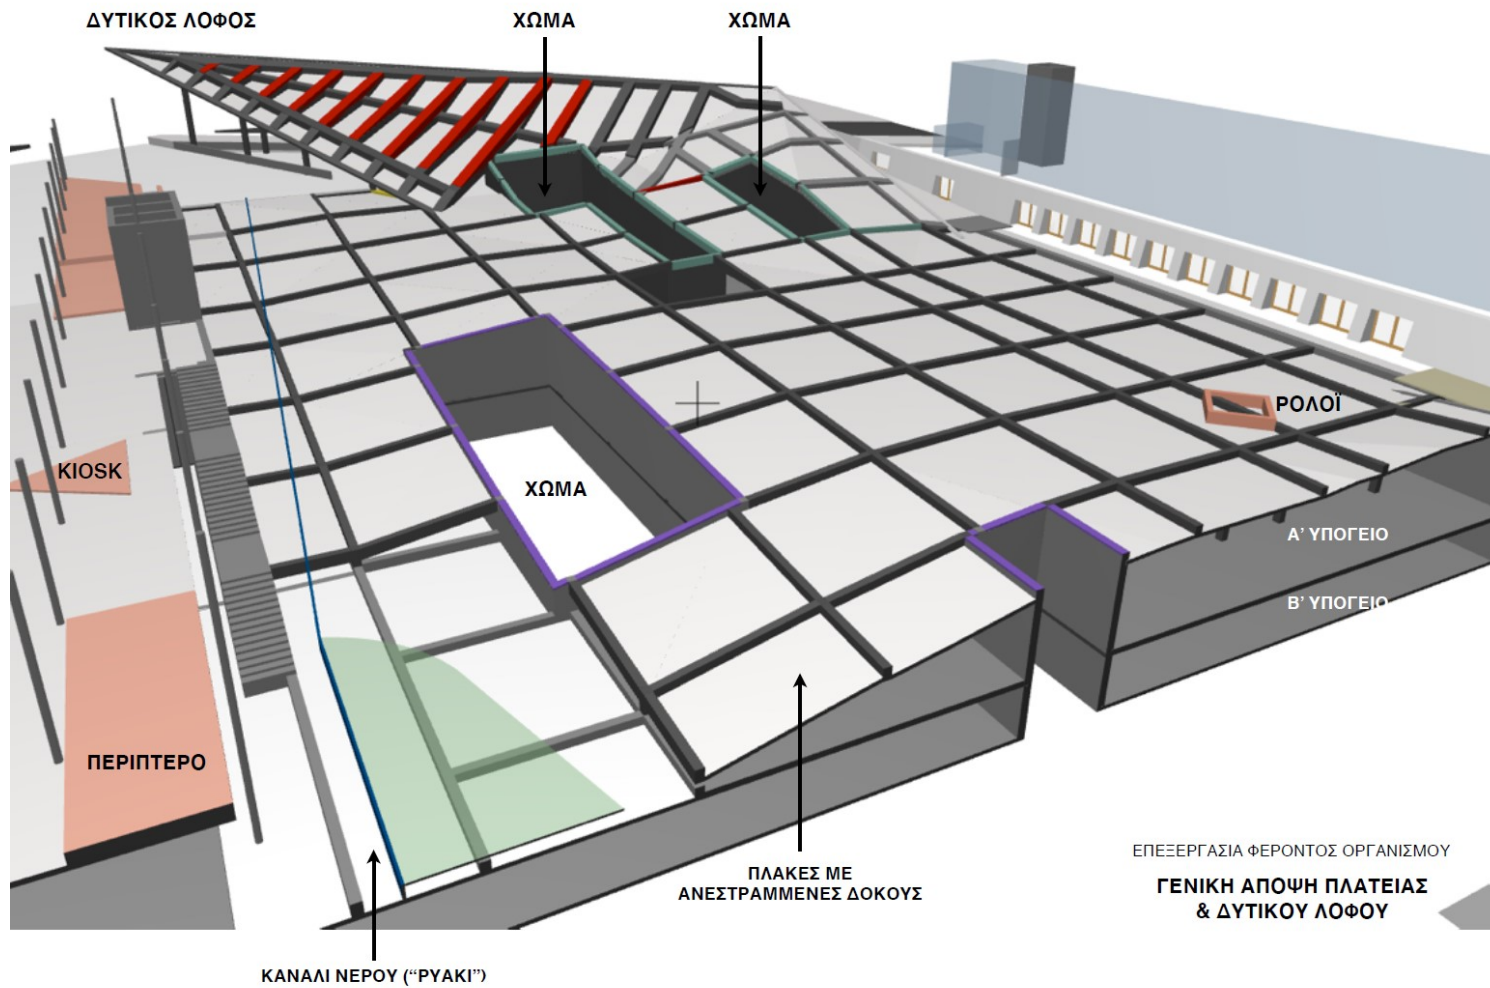 ΔΥΤΙΚΟΣ ΛΟΦΟΣ
ΧΩΜΑ
ΧΩΜΑ
ΡΟΛΟΪ
KIOSK
ΧΩΜΑ
Α' ΥΠΟΓΕΙΟ
Β' ΥΠΟΓΕΙΟ
ΠΕΡΙΠΤΕΡΟ
ΠΛΑΚΕΣ ΜΕ
ΑΝΕΣΤΡΑΜΜΕΝΕΣ ΔΟΚΟΥΣ
ΕΠΕΞΕΡΓΑΣΙΑ ΦΕΡΟΝΤΟΣ ΟΡΓΑΝΙΣΜΟΥ
ΓΕΝΙΚΗ ΑΠΟΨΗ ΠΛΑΤΕΙΑΣ
& ΔΥΤΙΚΟΥ ΛΟΦΟΥ
ΚΑΝΑΛΙ ΝΕΡΟΥ (“ΡΥΑΚΙ”)